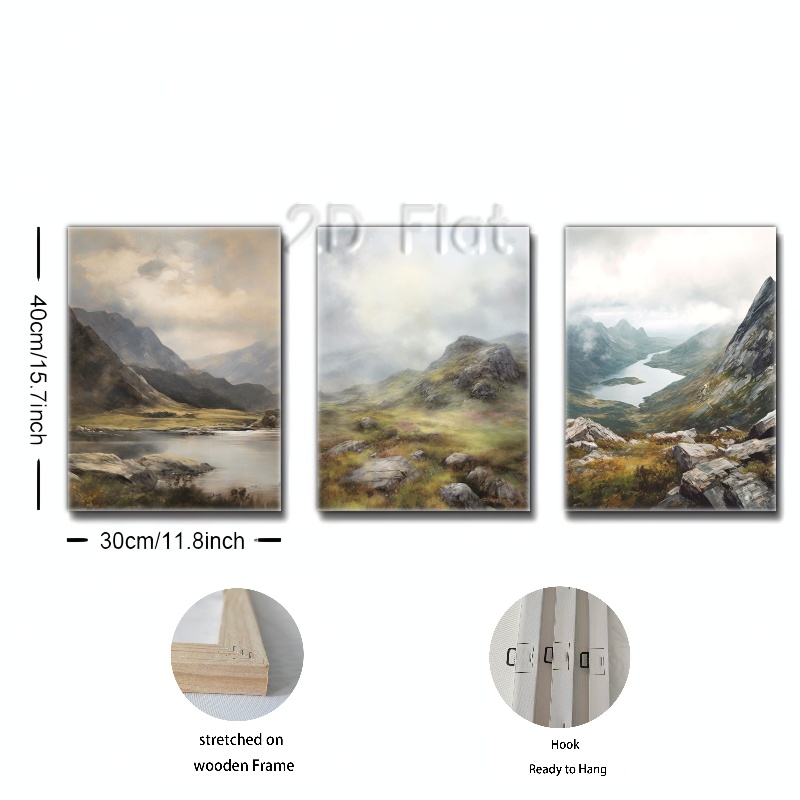 2D Flat
40cm/15.7inch
30cm/11.8inch
stretched on
wooden Frame
Hook
Ready to Hang